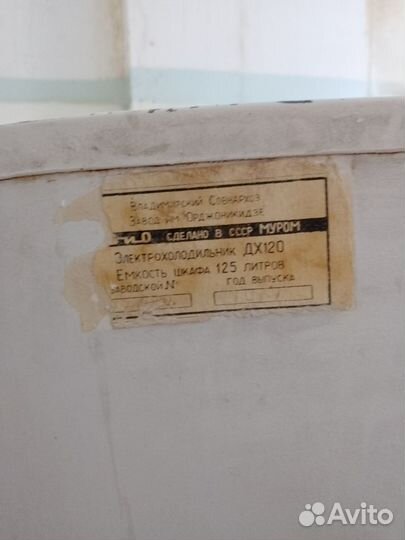 Владимирский Совнархоз
Завод им. Орджоникидзе
СДЕЛАНО В СССР МУРОМ
Электрохолодильник ДХ120
Емкость шкафа 125 литров
заводской № год выпуска
Avito